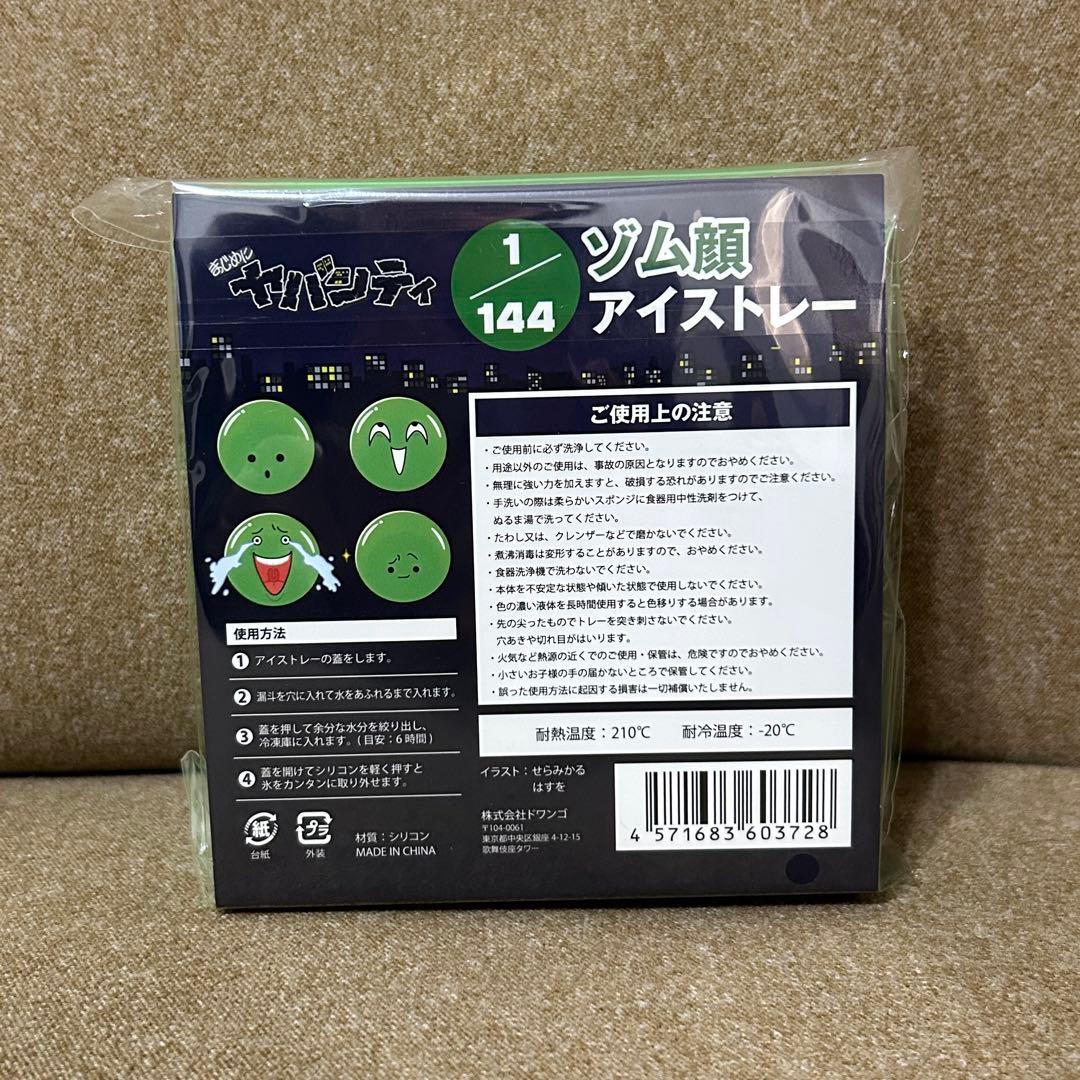 まじめに
ヤバシティ
1/144
ゾム顔
アイストレー
ご使用上の注意
・ご使用前に必ず洗浄してください。
・用途以外のご使用は、事故の原因となりますのでおやめください。
・無理に強い力を加えますと、破損する恐れがありますのでご注意ください。
・手洗いの際は柔らかいスポンジに食器用中性洗剤をつけて、
ぬるま湯で洗ってください。
・たわし又は、クレンザーなどで磨かないでください。
・煮沸消毒は変形することがありますので、おやめください。
・食器洗浄機で洗わないでください。
・本体を不安定な状態や傾いた状態で使用しないでください。
・色の濃い液体を長時間使用すると色移りする場合があります。
・先の尖ったものでトレーを突き刺さないでください。
穴あきや切れ目がはいります。
・火気など熱源の近くでのご使用・保管は、危険ですのでおやめください。
・小さいお子様の手の届かないところで保管してください。
・誤った使用方法に起因する損害は一切補償いたしません。
使用方法
1 アイストレーの蓋をします。
2 漏斗を穴に入れて水をあふれるまで入れます。
3 蓋を押して余分な水分を絞り出し、
冷凍庫に入れます。(目安：6時間)
4 蓋を開けてシリコンを軽く押すと
氷をカンタンに取り外せます。
耐熱温度：210℃ 耐冷温度：-20℃
イラスト：せらみかる
はすを
株式会社ドワンゴ
〒104-0061
東京都中央区銀座 4-12-15
歌舞伎座タワー
紙
台紙
プラ
外装
材質：シリコン
MADE IN CHINA
4 571683 603728